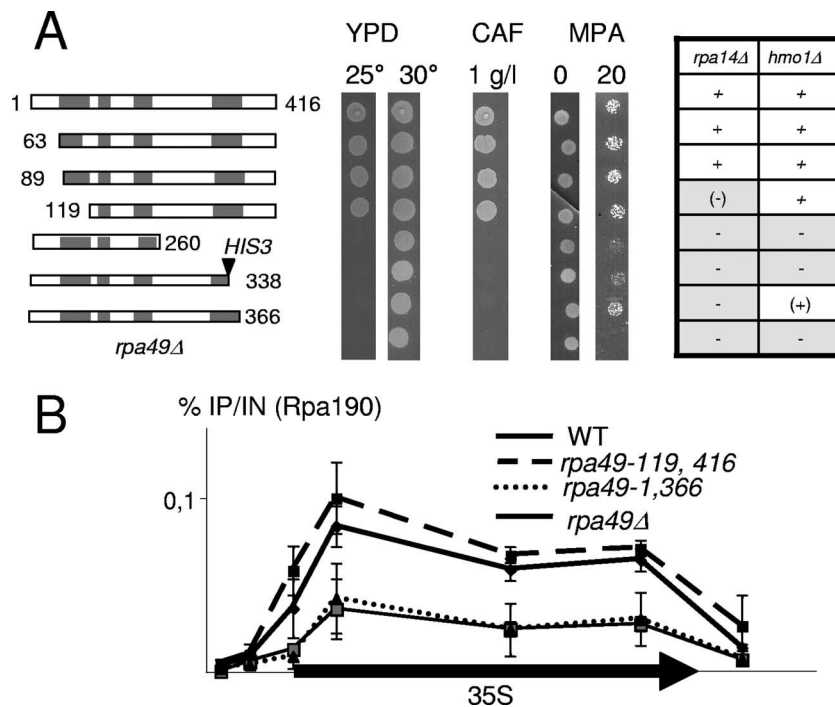 A
YPD CAF MPA
25° 30° 1 g/l 0 20
rpa14Δ hmo1Δ
1 416
+ +
63
+ +
89
+ +
119
(-) +
260
- -
HIS3
338
- -
366
- (+)
rpa49Δ
- -
B
% IP/IN (Rpa190)
WT
rpa49-119, 416
rpa49-1,366
rpa49Δ
0,1
35S